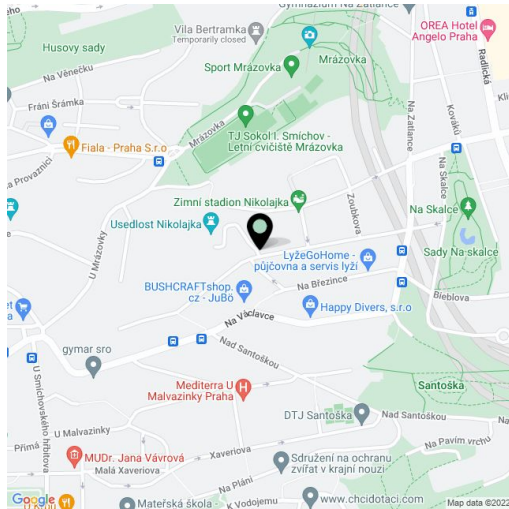 Gymnázium Na Zatlance
Vila Bertramka
Temporarily closed
OREA Hotel
Angelo Praha
Husovy sady
Radlická
Mrázovka
Sport Mrázovka
Na Věnečku
Na Zatlance
Kováků
Fráni Šrámka
Mrázovky
TJ Sokol I. Smíchov -
Letní cvičiště Mrázovka
Fiala - Praha S.r.o
Na Provaznici
Na Skalce
Zimní stadion Nikolajka
Zoubkova
Na Skalce
Usedlost Nikolajka
U Mrázovky
Sady Na skalce
LyžeGoHome -
půjčovna a servis lyží
Na Březince
BUSHCRAFTshop.
cz - JuBö
Bieblova
Happy Divers, s.r.o
Na Václavce
Nad Santoškou
gymar sro
U Smíchovského hřbitova
Mediterra U
Malvazinky Praha
Santoška
DTJ Santoška
Nad Santoškou
U Malvazinky
Na Pavím vrchu
Přímá
Xaveriova
MUDr. Jana Vávrová
Malá Xaveriova
Sdružení na ochranu
zvířat v krajní nouzi
Na Pláni
Google
Mateřská škola -
K Vodojemu
www.chcidotaci.com
Map data ©2022